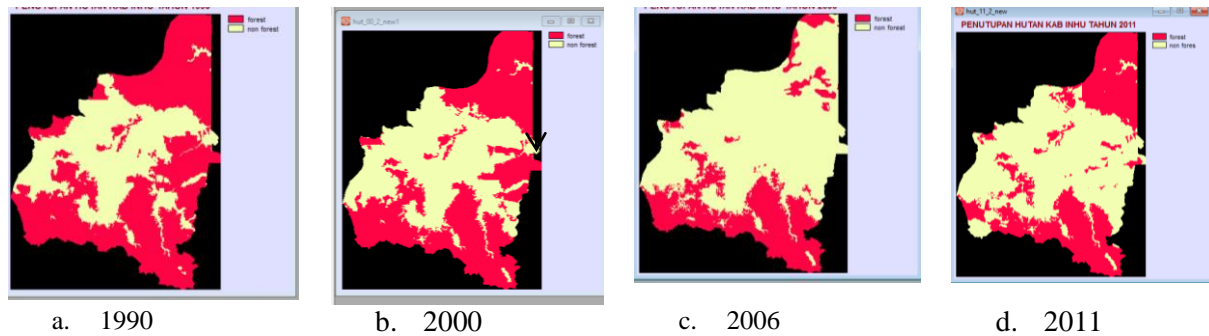 forest
non forest
a. 1990
hut_00_2_new1
forest
non forest
b. 2000
forest
non forest
c. 2006
hut_11_2_new
PENUTUPAN HUTAN KAB INHU TAHUN 2011
forest
non fores
d. 2011